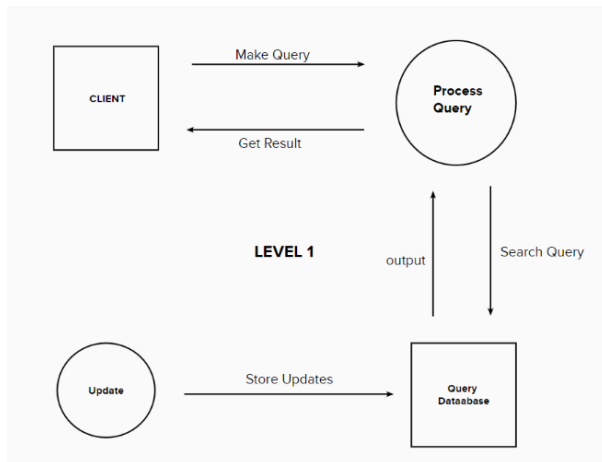 Make Query
CLIENT
Process
Query
Get Result
LEVEL 1
output
Search Query
Update
Store Updates
Query
Dataabase